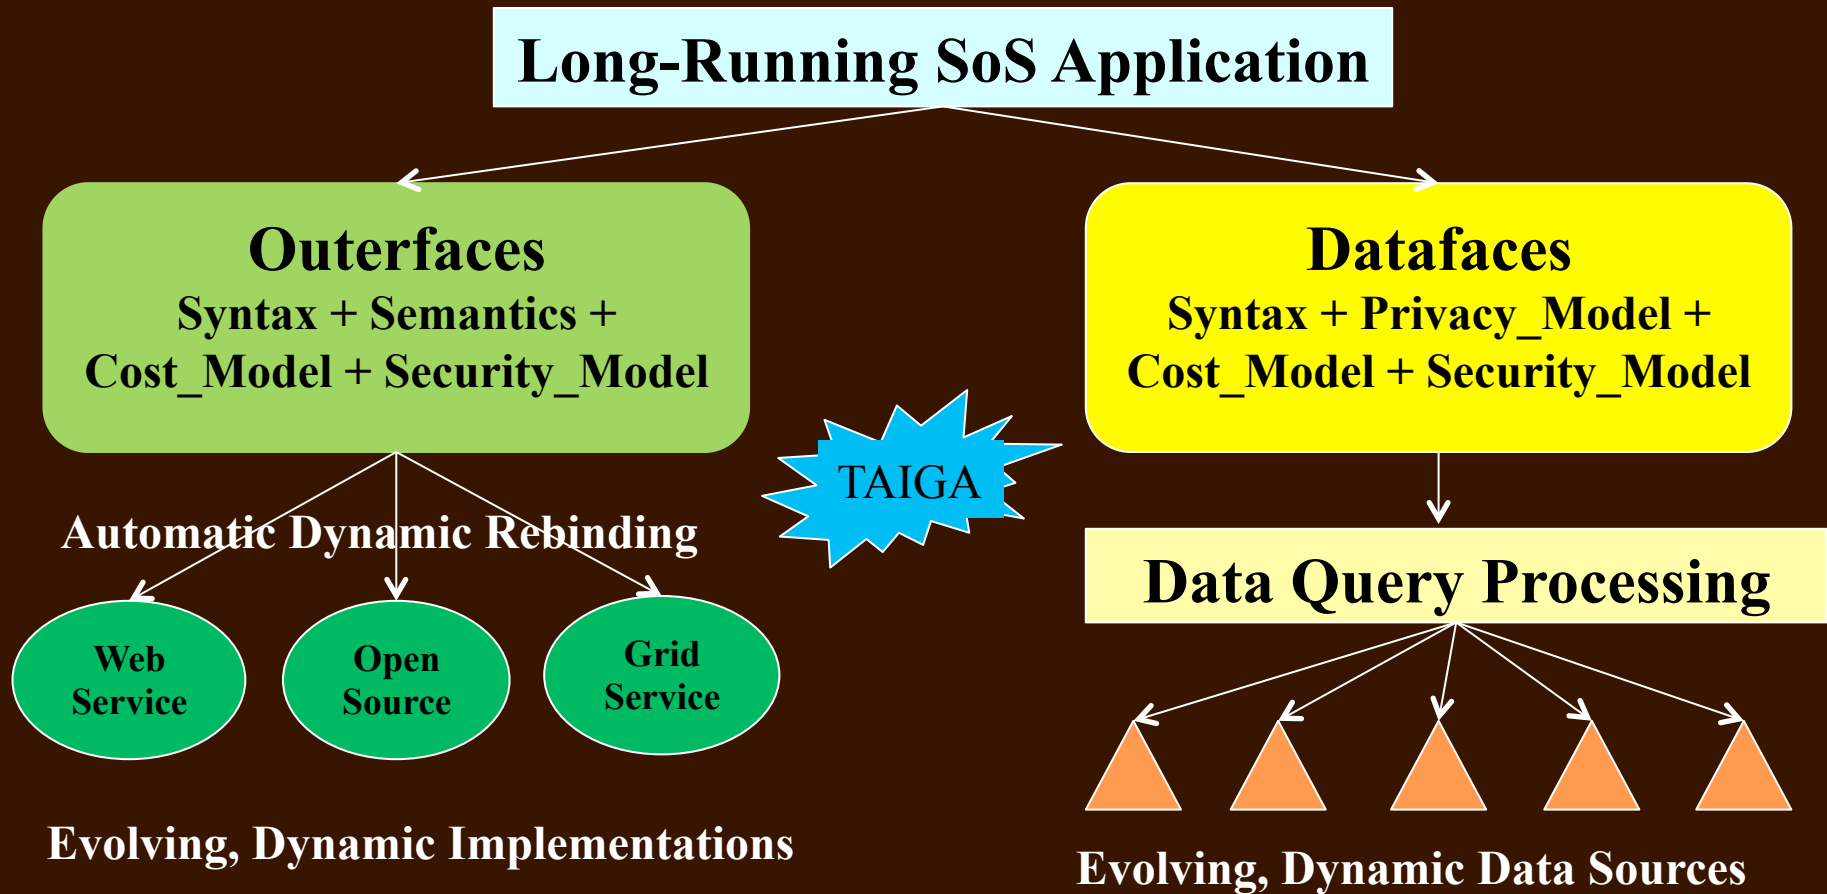 Long-Running SoS Application
Outerfaces
Syntax + Semantics +
Cost_Model + Security_Model
Datafaces
Syntax + Privacy_Model +
Cost_Model + Security_Model
TAIGA
Automatic Dynamic Rebinding
Data Query Processing
Web
Service
Open
Source
Grid
Service
Evolving, Dynamic Implementations
Evolving, Dynamic Data Sources